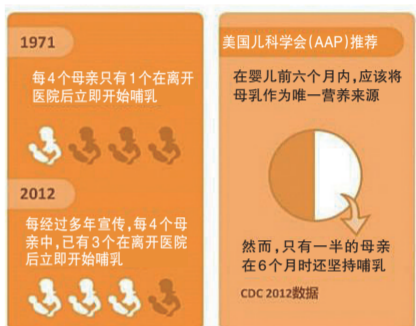 1971
每4个母亲只有1个在离开
医院后立即开始哺乳
2012
每经过多年宣传，每4个母
亲中，已有3个在离开医院
后立即开始哺乳
美国儿科学会(AAP)推荐
在婴儿前六个月内，应该将
母乳作为唯一营养来源
然而，只有一半的母亲
在6个月时还坚持哺乳
CDC 2012数据